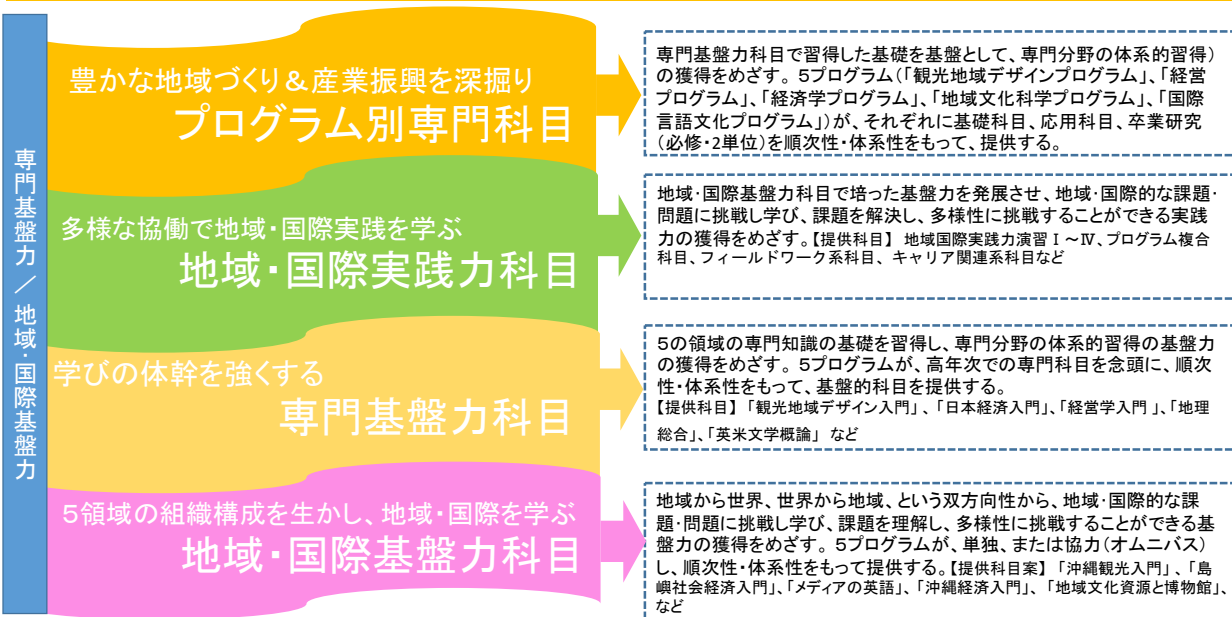 専門基盤力／地域・国際基盤力
豊かな地域づくり＆産業振興を深掘り
プログラム別専門科目
専門基盤力科目で習得した基礎を基盤として、専門分野の体系的習得）
の獲得をめざす。5プログラム（「観光地域デザインプログラム」、「経営
プログラム」、「経済学プログラム」、「地域文化科学プログラム」、「国際
言語文化プログラム」）が、それぞれに基礎科目、応用科目、卒業研究
（必修・2単位）を順次性・体系性をもって、提供する。
多様な協働で地域・国際実践を学ぶ
地域・国際実践力科目
地域・国際基盤力科目で培った基盤力を発展させ、地域・国際的な課題・
問題に挑戦し学び、課題を解決し、多様性に挑戦することができる実践
力の獲得をめざす。【提供科目】 地域国際実践力演習Ⅰ～Ⅳ、プログラム複合
科目、フィールドワーク系科目、キャリア関連系科目など
学びの体幹を強くする
専門基盤力科目
5の領域の専門知識の基礎を習得し、専門分野の体系的習得の基盤力
の獲得をめざす。5プログラムが、高年次での専門科目を念頭に、順次
性・体系性をもって、基盤的科目を提供する。
【提供科目】「観光地域デザイン入門」、「日本経済入門」、「経営学入門」、「地理
総合」、「英米文学概論」 など
5領域の組織構成を生かし、地域・国際を学ぶ
地域・国際基盤力科目
地域から世界、世界から地域、という双方向性から、地域・国際的な課
題・問題に挑戦し学び、課題を理解し、多様性に挑戦することができる基
盤力の獲得をめざす。5プログラムが、単独、または協力（オムニバス）
し、順次性・体系性をもって提供する。【提供科目案】「沖縄観光入門」、「島
嶼社会経済入門」、「メディアの英語」、「沖縄経済入門」、「地域文化資源と博物館」、
など